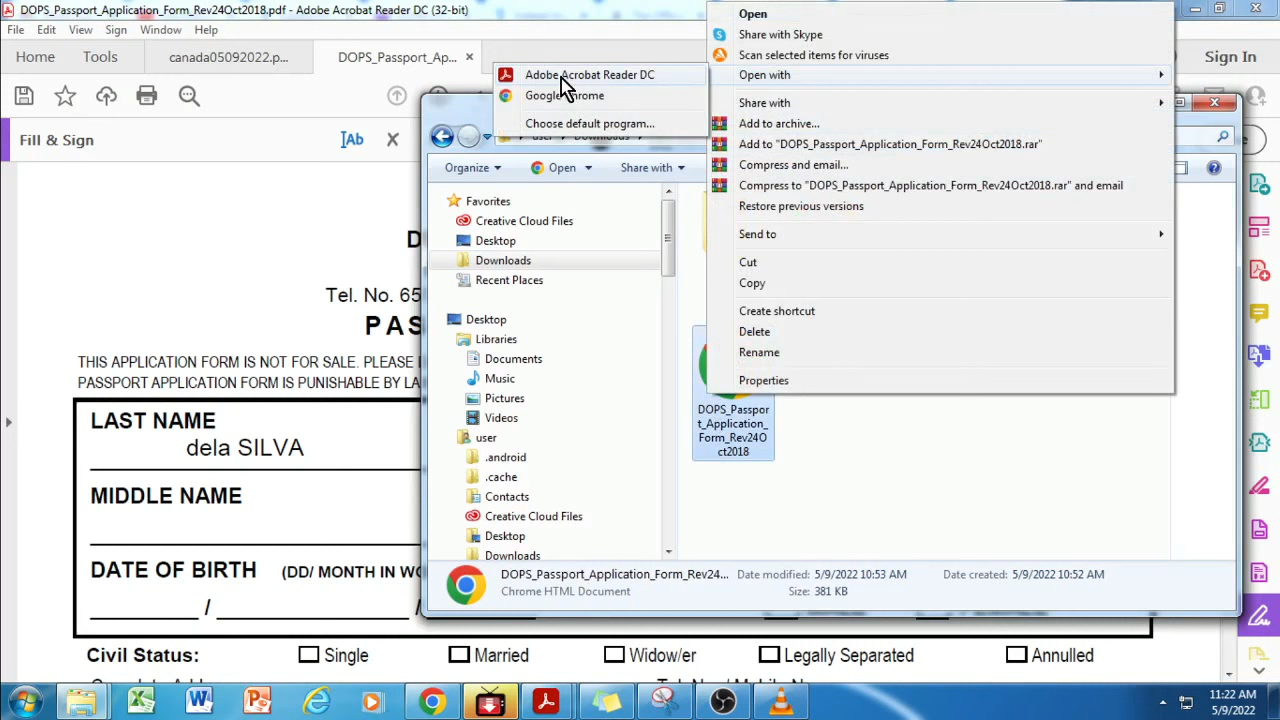 DOPS_Passport_Application_Form_Rev24Oct2018.pdf - Adobe Acrobat Reader DC (32-bit)
File Edit View Sign Window Help
Home Tools canada05092022.p... DOPS_Passport_Ap... × Sign In
Fill & Sign
Ab
Open
Share with Skype
Scan selected items for viruses
Open with
Share with
Add to archive...
Add to "DOPS_Passport_Application_Form_Rev24Oct2018.rar"
Compress and email...
Compress to "DOPS_Passport_Application_Form_Rev24Oct2018.rar" and email
Restore previous versions
Send to
Cut
Copy
Create shortcut
Delete
Rename
Properties
Adobe Acrobat Reader DC
Google Chrome
Choose default program...
user Downloads
Organize Open Share with
Favorites
Creative Cloud Files
Desktop
Downloads
Recent Places
Desktop
Libraries
Documents
Music
Pictures
Videos
user
.android
.cache
Contacts
Creative Cloud Files
Desktop
Downloads
DOPS_Passpor
t_Application_
Form_Rev24O
ct2018
DOPS_Passport_Application_Form_Rev24... Date modified: 5/9/2022 10:53 AM Date created: 5/9/2022 10:52 AM
Chrome HTML Document Size: 381 KB
D
Tel. No. 65
PAS
THIS APPLICATION FORM IS NOT FOR SALE. PLEASE
PASSPORT APPLICATION FORM IS PUNISHABLE BY LA
LAST NAME
dela SILVA
MIDDLE NAME
DATE OF BIRTH (DD/ MONTH IN WO
/ /
Civil Status: Single Married Widow/er Legally Separated Annulled
11:22 AM
5/9/2022